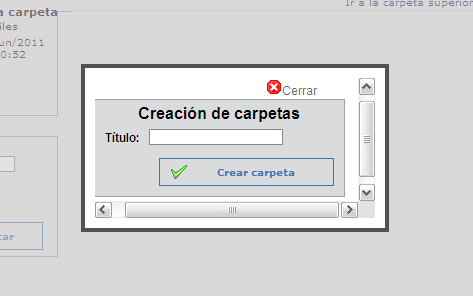 Ir a la carpeta superior
a carpeta
iles
un/2011
0:52
Cerrar
Creación de carpetas
Título:
Crear carpeta
car